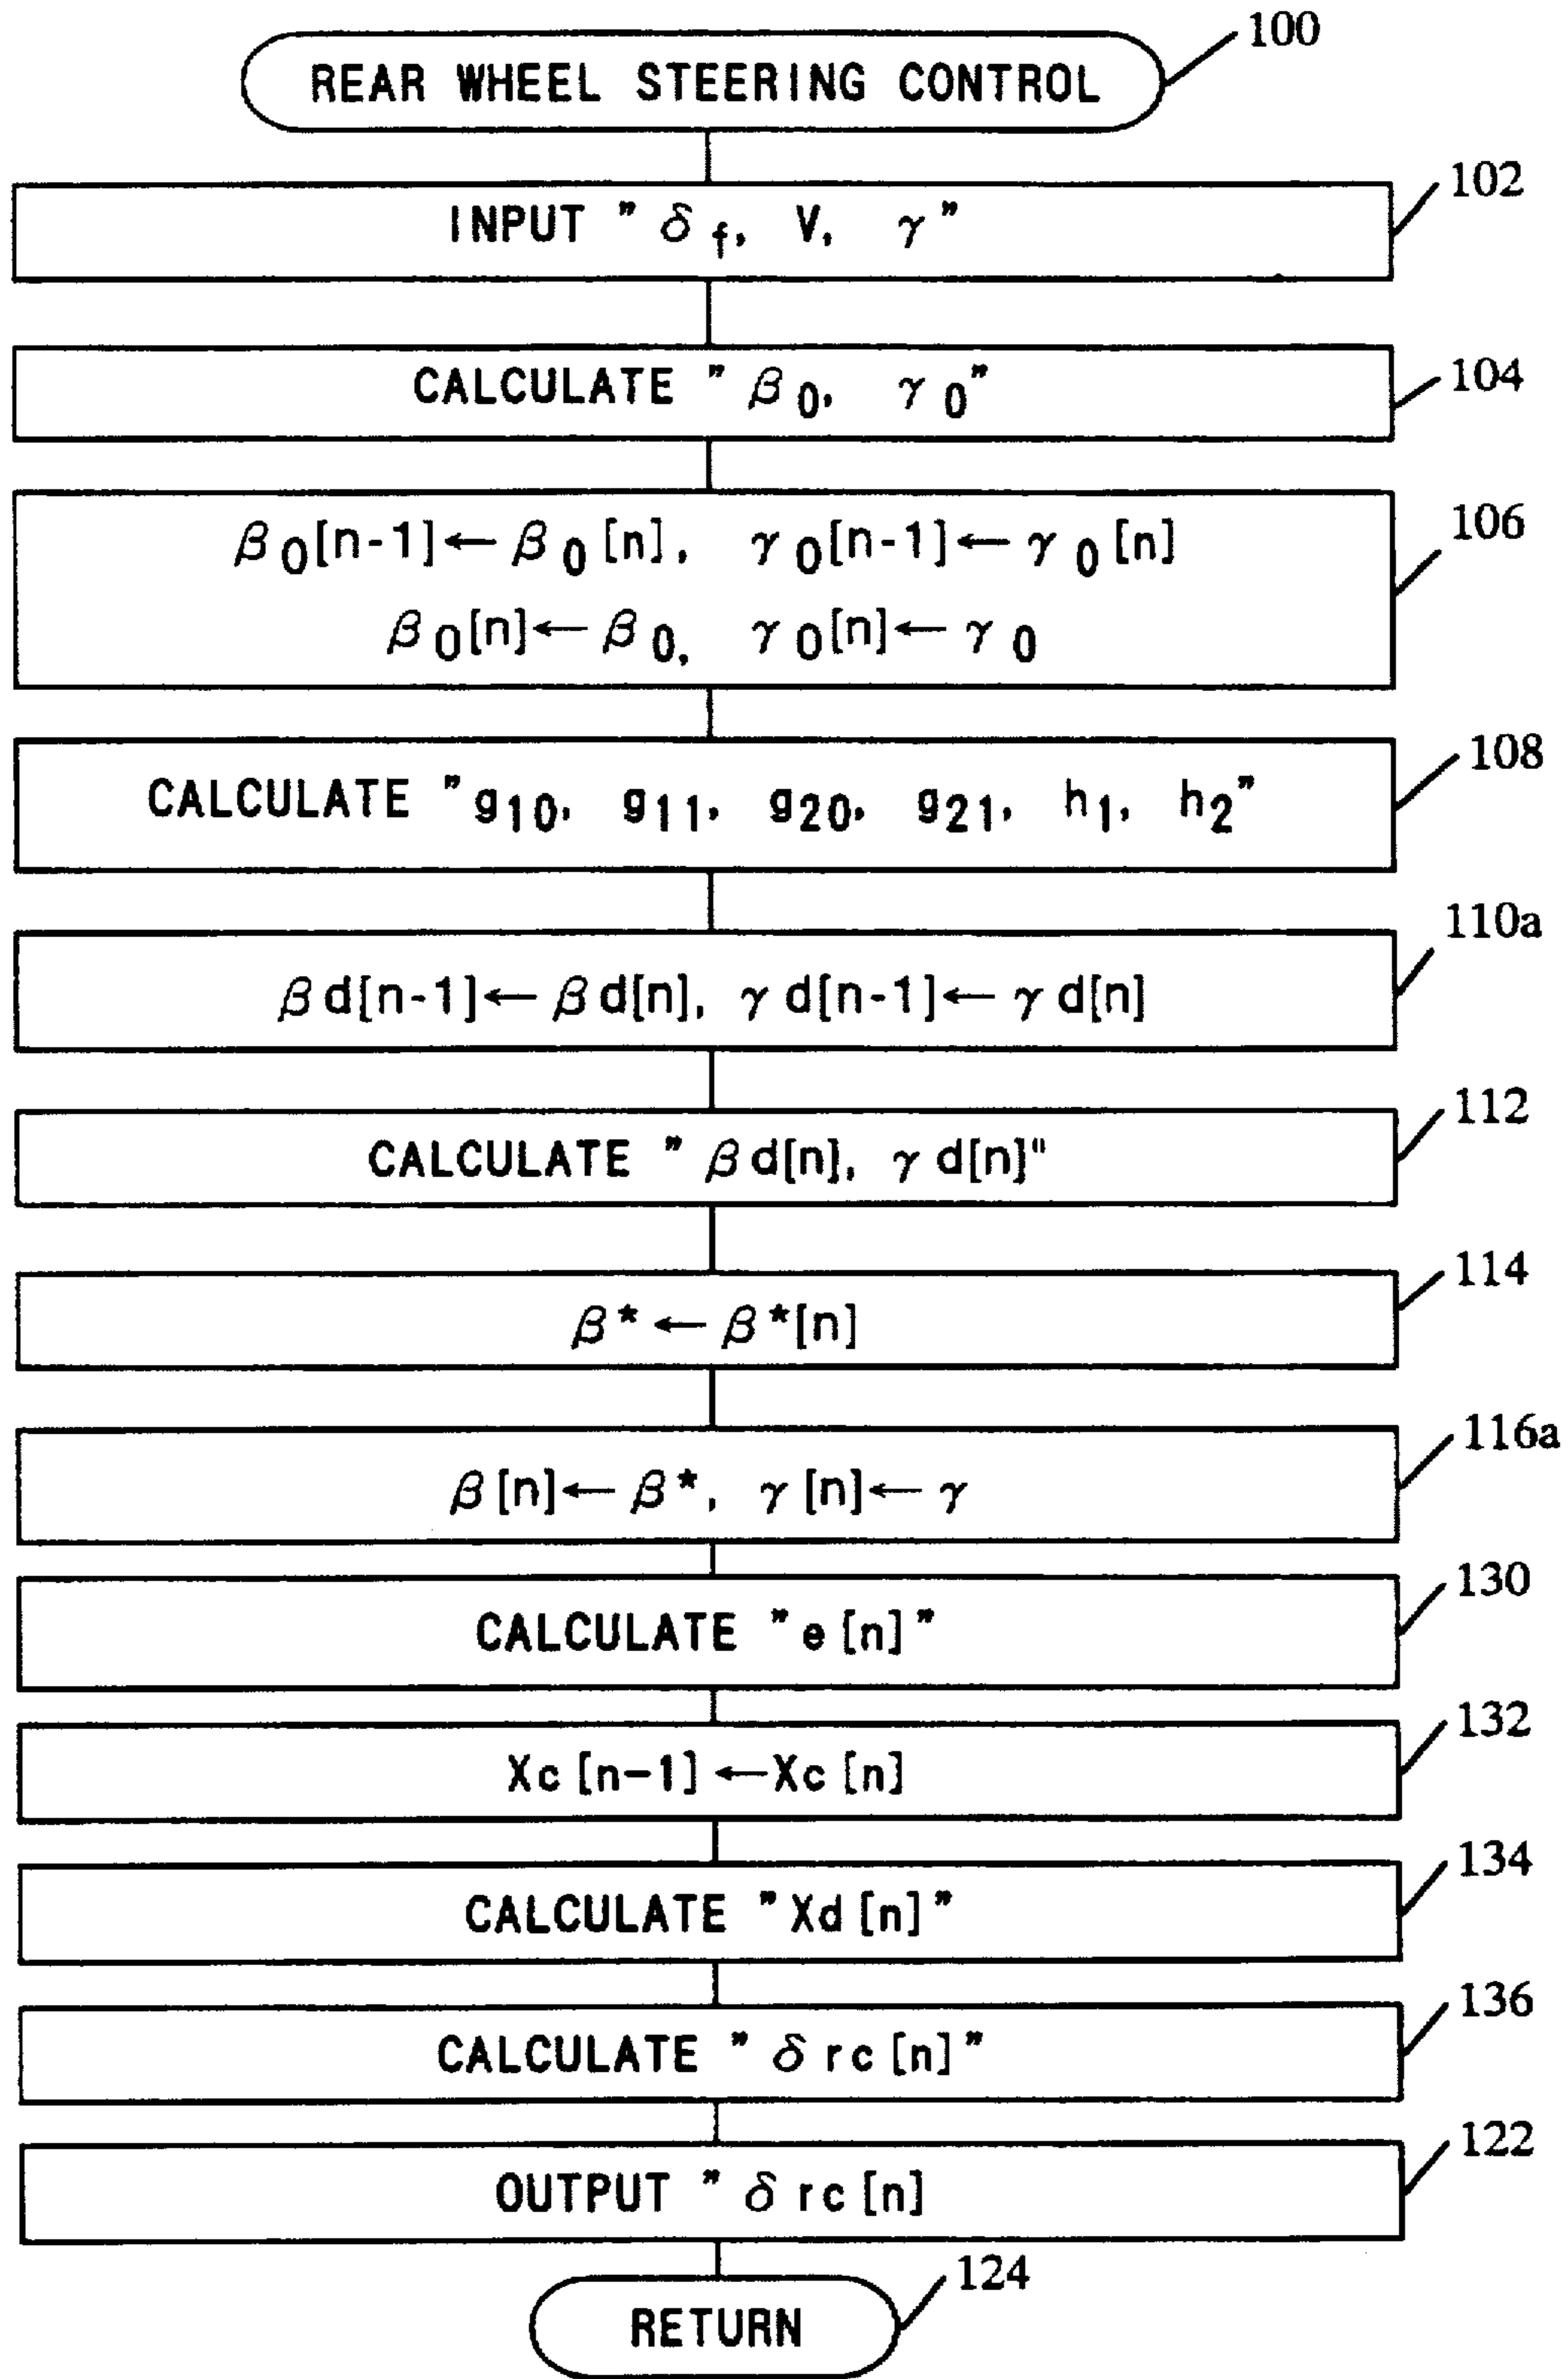 REAR WHEEL STEERING CONTROL
100
INPUT " δf, V, γ"
102
CALCULATE " β0, γ0"
104
β0[n-1]← β0[n], γ0[n-1]← γ0[n]
β0[n]← β0, γ0[n]← γ0
106
CALCULATE "g10, g11, g20, g21, h1, h2"
108
βd[n-1]← βd[n], γd[n-1]← γd[n]
110a
CALCULATE " βd[n], γd[n]"
112
β* ← β*[n]
114
β[n]← β*, γ[n]← γ
116a
CALCULATE "e[n]"
130
Xc[n-1] ←Xc[n]
132
CALCULATE "Xd[n]"
134
CALCULATE " δrc[n]"
136
OUTPUT " δrc[n]
122
RETURN
124